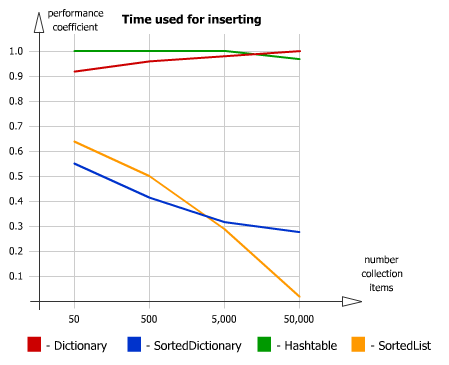 performance
coefficient
Time used for inserting
1.0
0.9
0.8
0.7
0.6
0.5
0.4
0.3
0.2
0.1
number
collection
items
50
500
5,000
50,000
- Dictionary
- SortedDictionary
- Hashtable
- SortedList